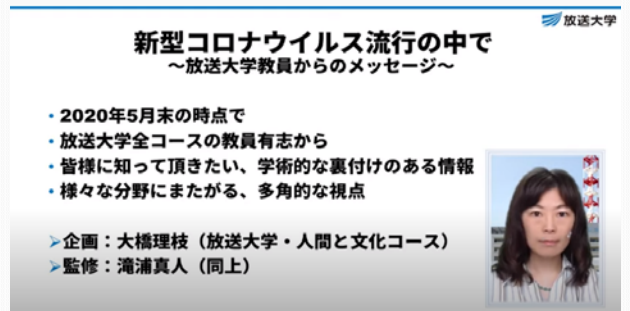 放送大学
新型コロナウイルス流行の中で
～放送大学教員からのメッセージ～
・2020年5月末の時点で
・放送大学全コースの教員有志から
・皆様に知って頂きたい、学術的な裏付けのある情報
・様々な分野にまたがる、多角的な視点
➢企画：大橋理枝（放送大学・人間と文化コース）
➢監修：滝浦真人（同上）